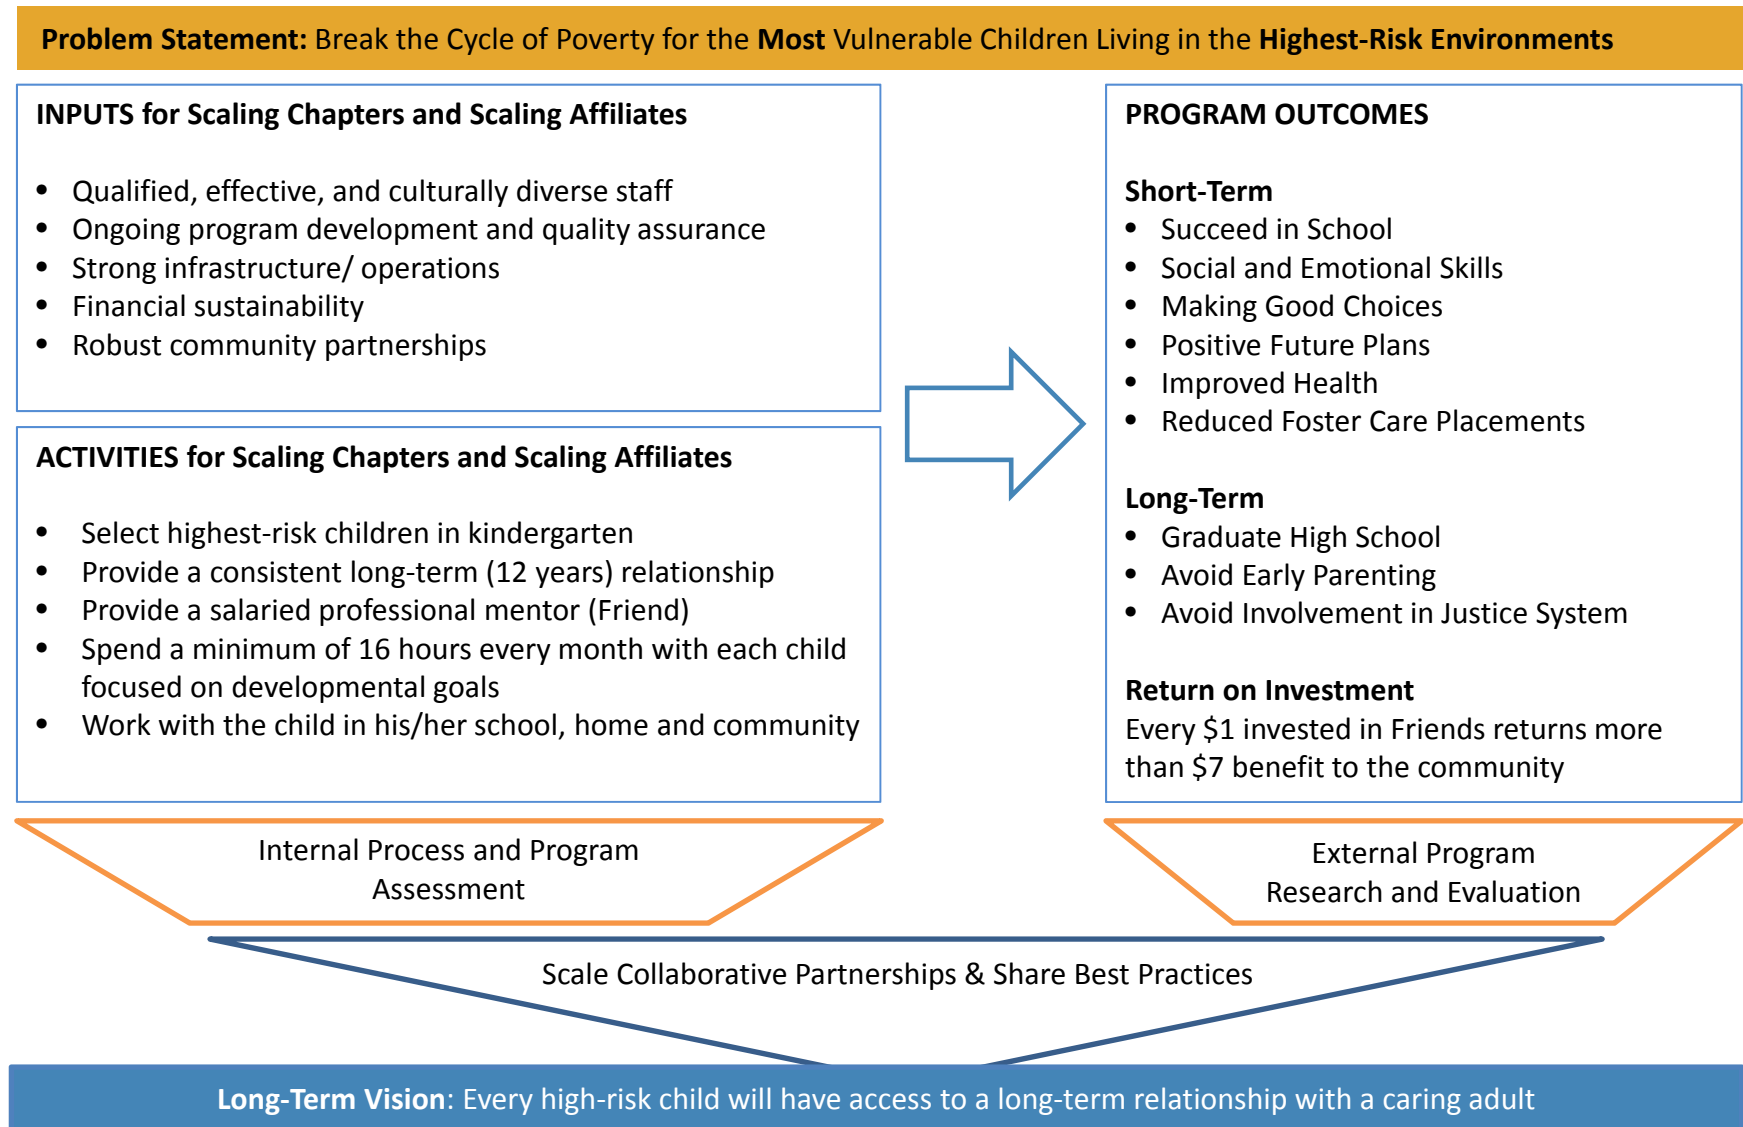 Problem Statement: Break the Cycle of Poverty for the Most Vulnerable Children Living in the Highest-Risk Environments
INPUTS for Scaling Chapters and Scaling Affiliates
• Qualified, effective, and culturally diverse staff
• Ongoing program development and quality assurance
• Strong infrastructure/ operations
• Financial sustainability
• Robust community partnerships
ACTIVITIES for Scaling Chapters and Scaling Affiliates
• Select highest-risk children in kindergarten
• Provide a consistent long-term (12 years) relationship
• Provide a salaried professional mentor (Friend)
• Spend a minimum of 16 hours every month with each child
focused on developmental goals
• Work with the child in his/her school, home and community
PROGRAM OUTCOMES
Short-Term
• Succeed in School
• Social and Emotional Skills
• Making Good Choices
• Positive Future Plans
• Improved Health
• Reduced Foster Care Placements
Long-Term
• Graduate High School
• Avoid Early Parenting
• Avoid Involvement in Justice System
Return on Investment
Every $1 invested in Friends returns more
than $7 benefit to the community
Internal Process and Program
Assessment
External Program
Research and Evaluation
Scale Collaborative Partnerships & Share Best Practices
Long-Term Vision: Every high-risk child will have access to a long-term relationship with a caring adult